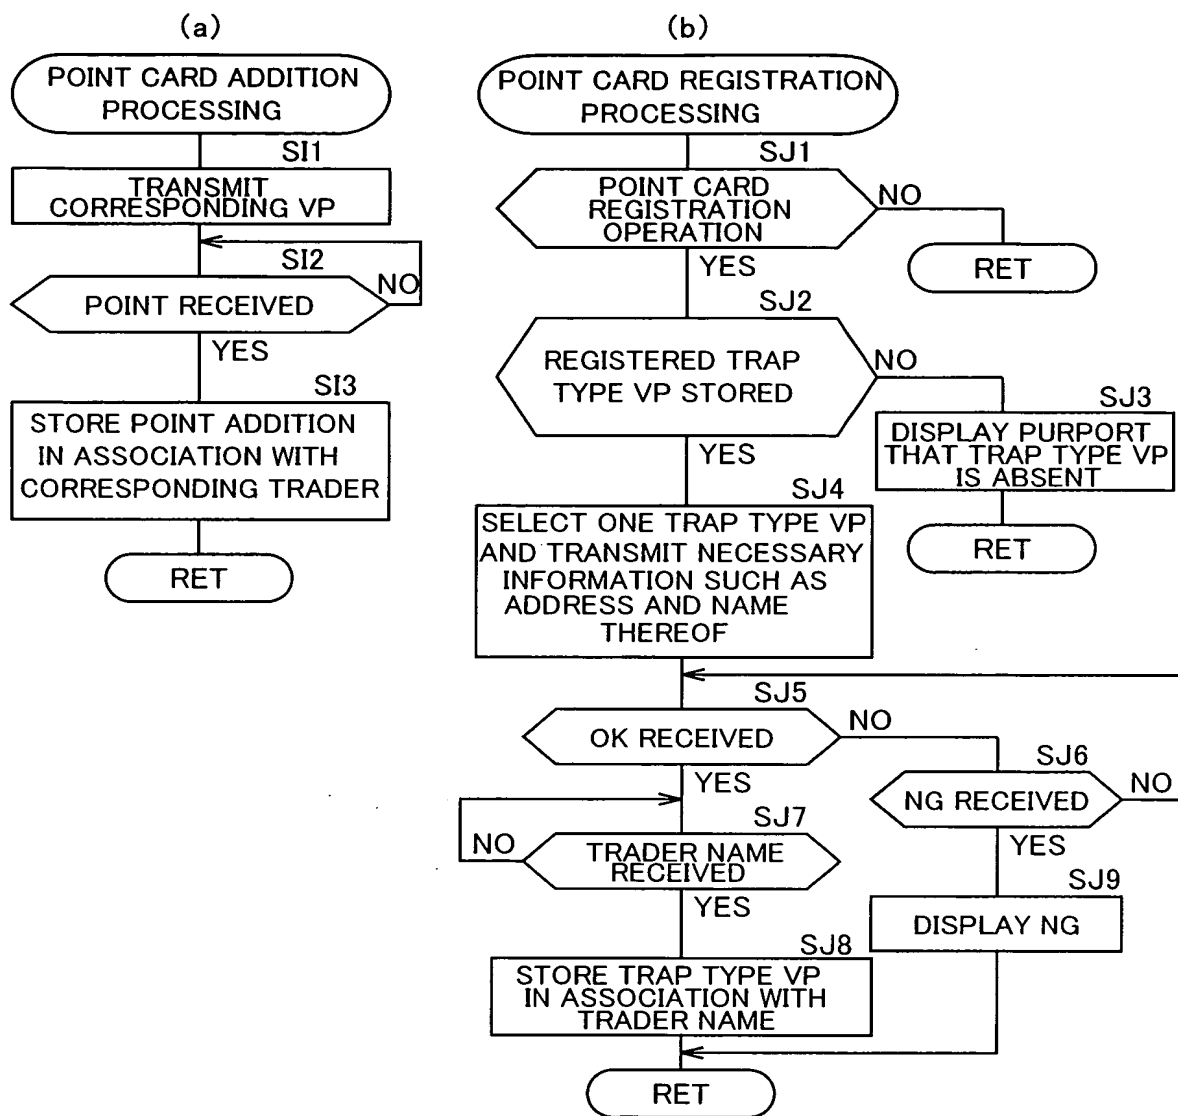 (a)
POINT CARD ADDITION
PROCESSING
SI1
TRANSMIT
CORRESPONDING VP
SI2
NO
POINT RECEIVED
YES
SI3
STORE POINT ADDITION
IN ASSOCIATION WITH
CORRESPONDING TRADER
RET
(b)
POINT CARD REGISTRATION
PROCESSING
SJ1
POINT CARD
REGISTRATION
OPERATION
NO
RET
YES
SJ2
REGISTERED TRAP
TYPE VP STORED
NO
SJ3
DISPLAY PURPORT
THAT TRAP TYPE VP
IS ABSENT
RET
YES
SJ4
SELECT ONE TRAP TYPE VP
AND TRANSMIT NECESSARY
INFORMATION SUCH AS
ADDRESS AND NAME
THEREOF
SJ5
OK RECEIVED
NO
SJ6
NG RECEIVED
NO
YES
SJ9
DISPLAY NG
YES
SJ7
NO
TRADER NAME
RECEIVED
YES
SJ8
STORE TRAP TYPE VP
IN ASSOCIATION WITH
TRADER NAME
RET